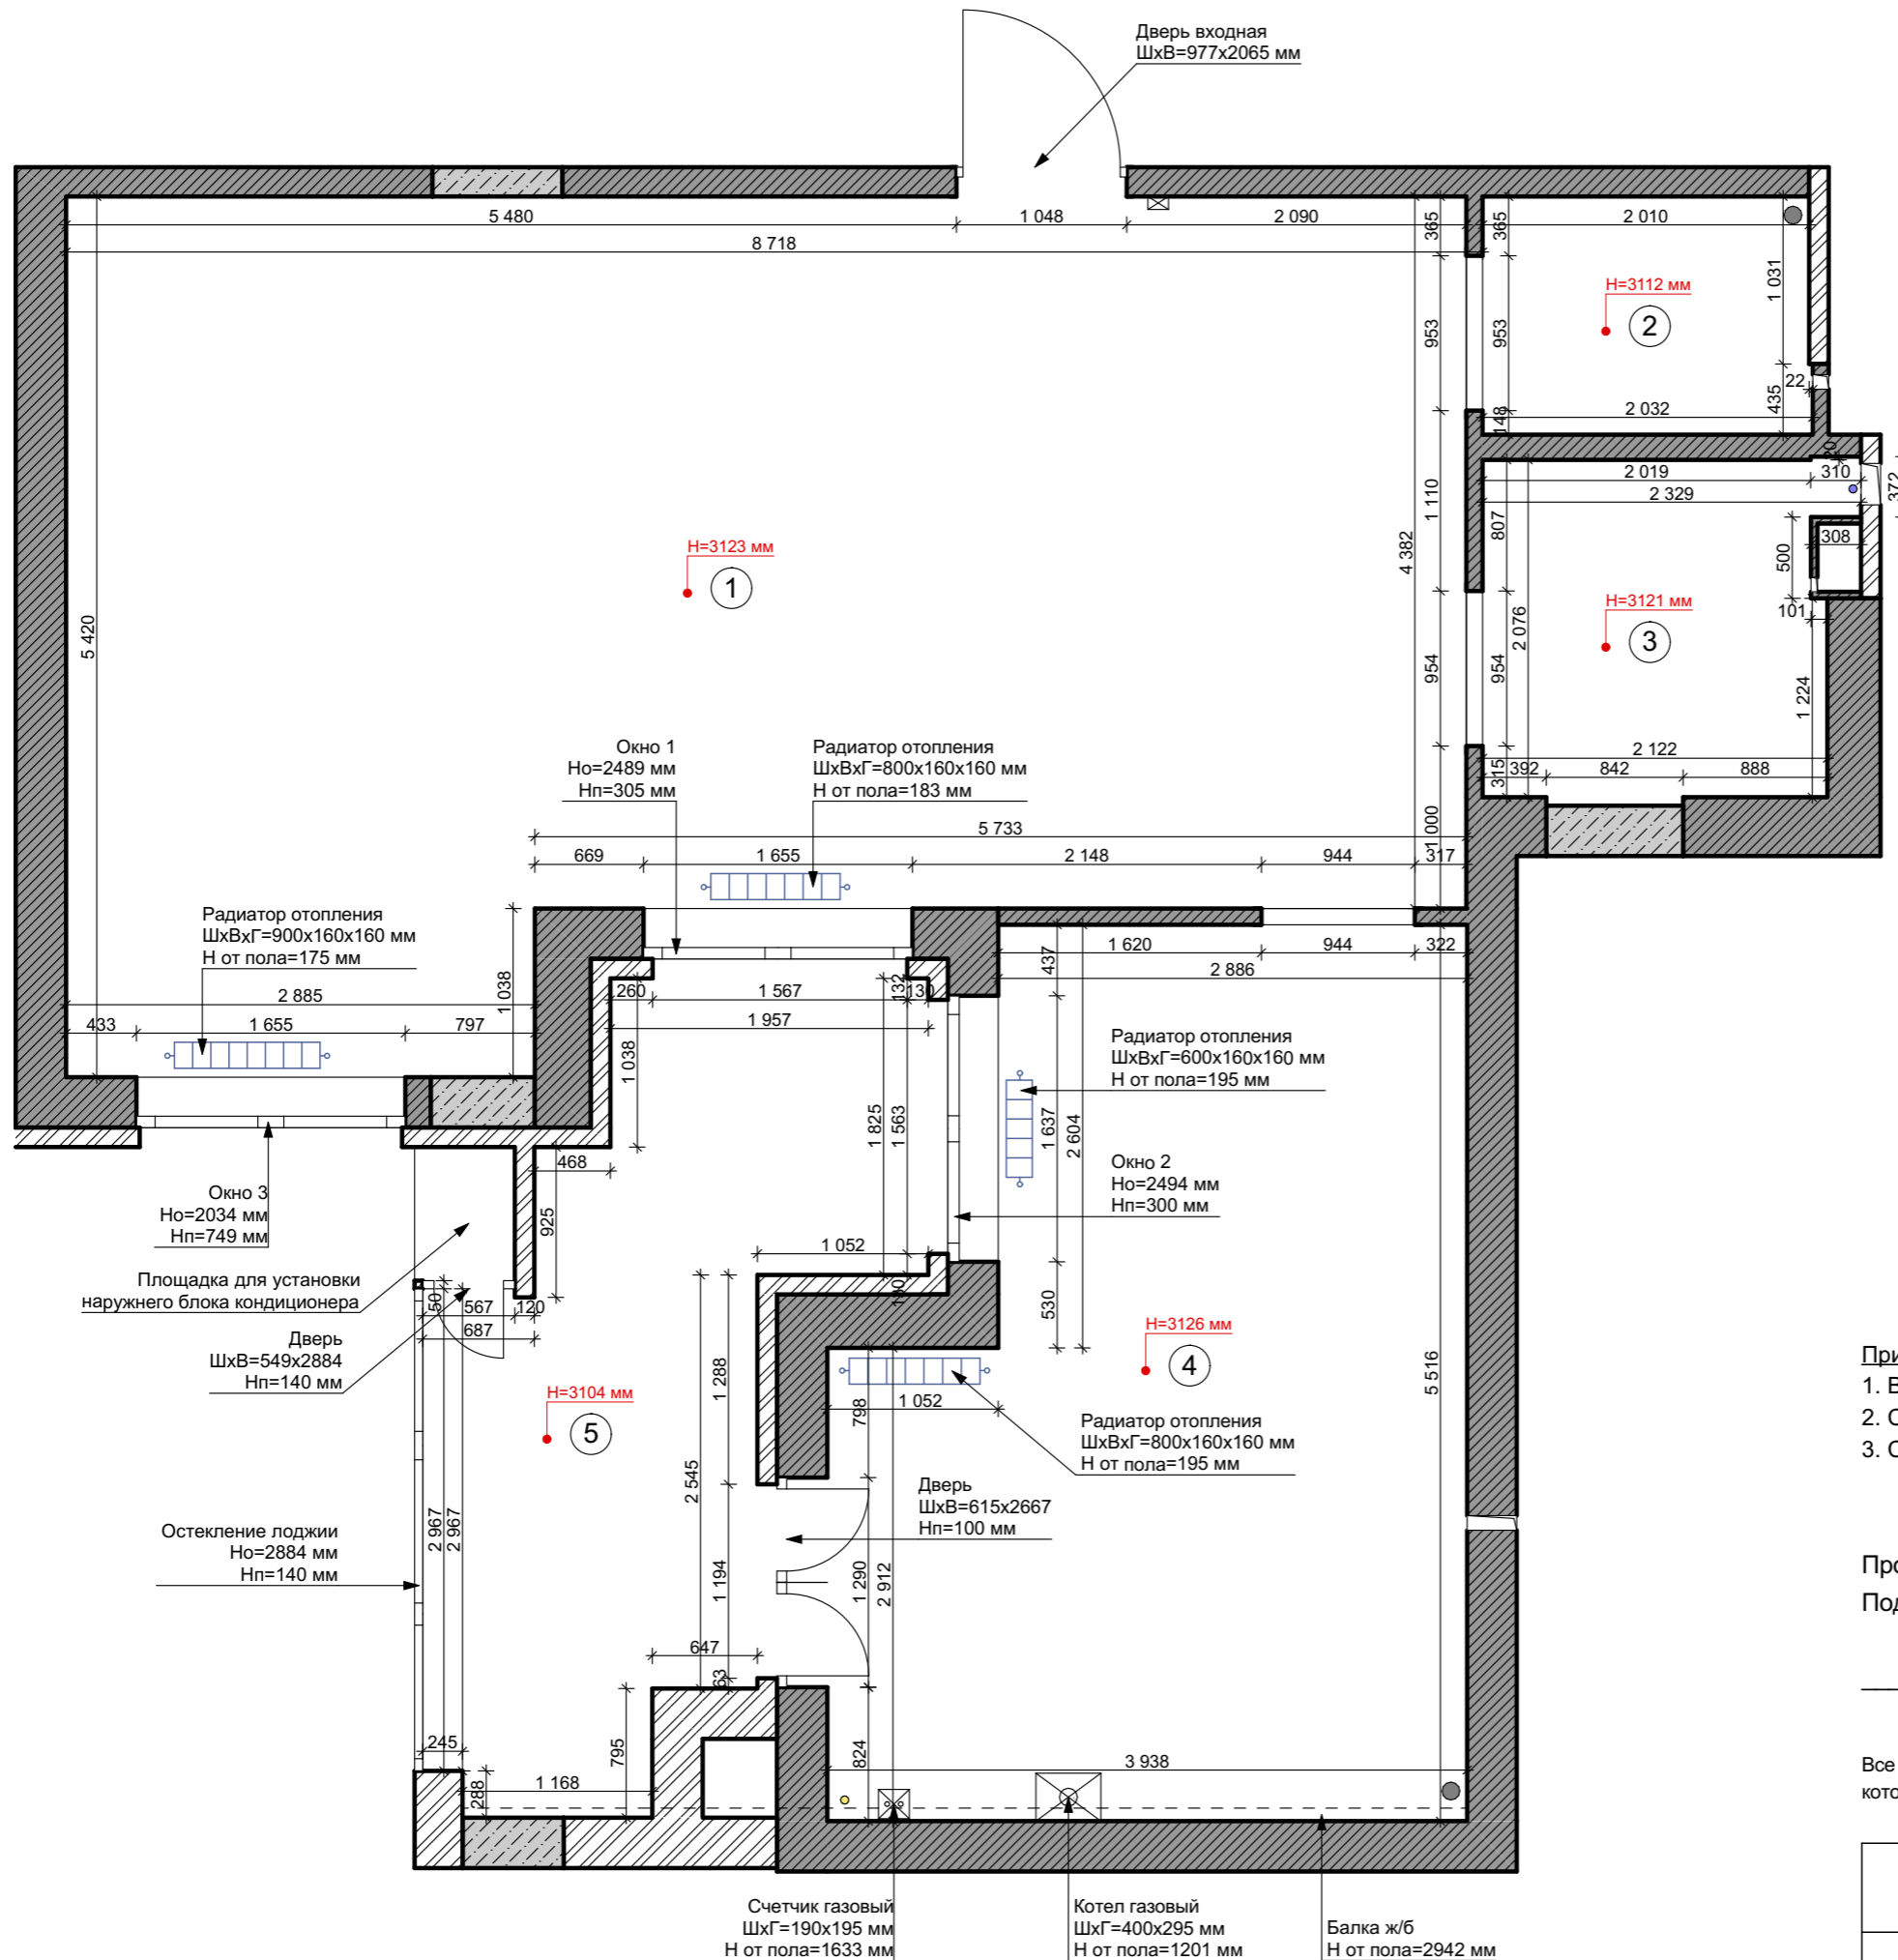 Дверь входная
ШхВ=977х2065 мм
5 480
1 048
2 090
365
365
2 010
8 718
1 031
H=3112 мм
2
953
953
22
435
2 032
148
20
2 019
310
372
2 329
1 110
807
4 382
500
308
H=3123 мм
1
H=3121 мм
3
101
5 420
2 076
954
954
1 224
Окно 1
Но=2489 мм
Нп=305 мм
Радиатор отопления
ШхВхГ=800х160х160 мм
Н от пола=183 мм
2 122
392
842
888
315
1 000
5 733
669
1 655
2 148
944
317
Радиатор отопления
ШхВхГ=900х160х160 мм
Н от пола=175 мм
1 038
437
1 620
944
322
2 886
2 885
433
1 655
797
260
1 567
132
130
1 957
1 038
Радиатор отопления
ШхВхГ=600х160х160 мм
Н от пола=195 мм
1 825
1 563
1 637
2 604
468
925
Окно 2
Но=2494 мм
Нп=300 мм
Окно 3
Но=2034 мм
Нп=749 мм
1 052
130
530
Площадка для установки
наружнего блока кондиционера
50
567
120
687
Дверь
ШхВ=549х2884
Нп=140 мм
H=3126 мм
4
5 516
H=3104 мм
5
1 288
798
1 052
Радиатор отопления
ШхВхГ=800х160х160 мм
Н от пола=195 мм
2 545
Дверь
ШхВ=615х2667
Нп=100 мм
Остекление лоджии
Но=2884 мм
Нп=140 мм
2 967
2 967
1 194
1 290
2 912
647
63
795
824
245
288
1 168
3 938
Счетчик газовый
ШхГ=190х195 мм
Н от пола=1633 мм
Котел газовый
ШхГ=400х295 мм
Н от пола=1201 мм
Балка ж/б
Н от пола=2942 мм
1.
2.
3.
Все